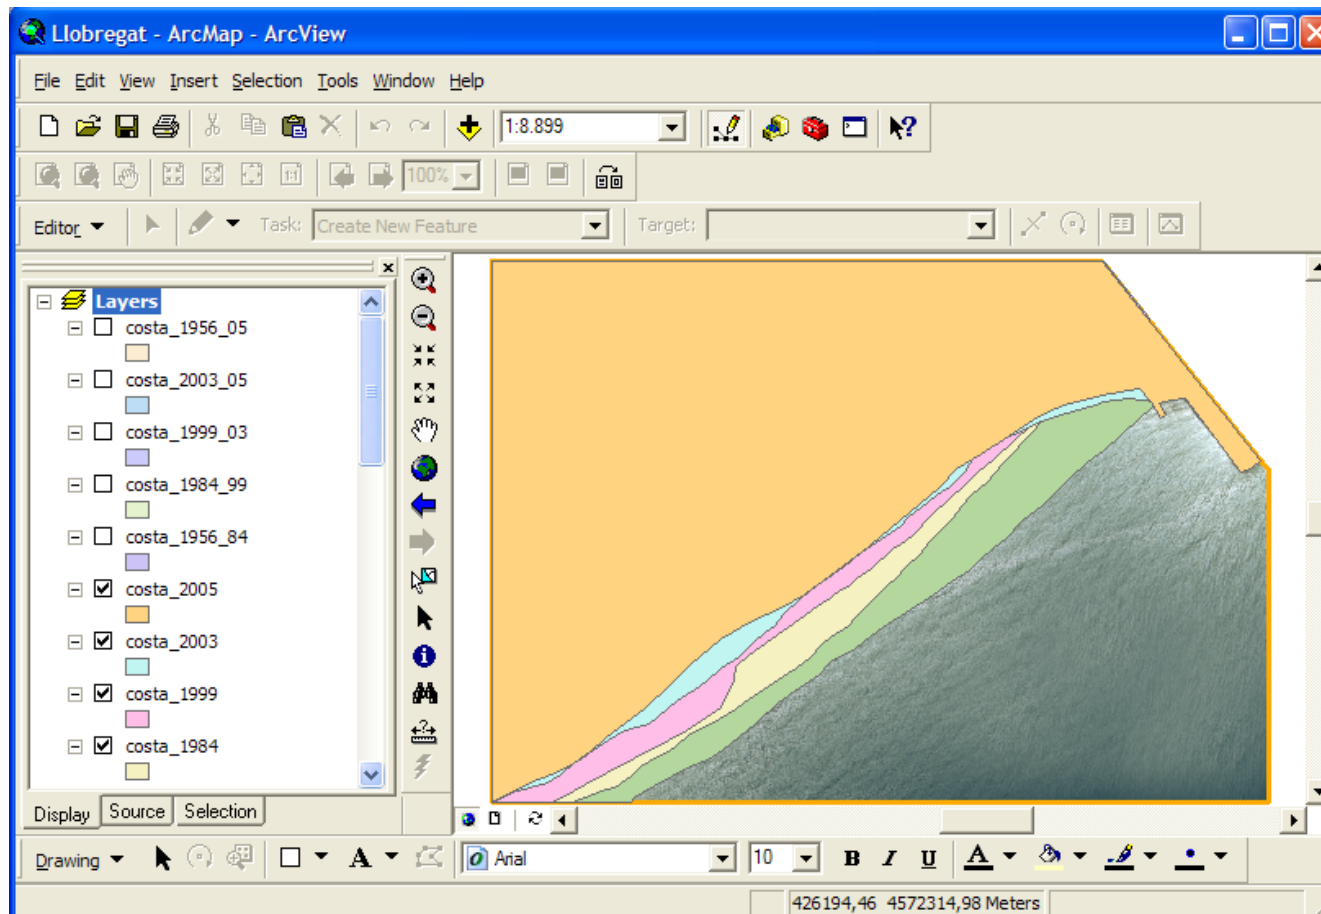 Llobregat - ArcMap - ArcView
File Edit View Insert Selection Tools Window Help
1:8.899
1:1 100%
Editor Task: Create New Feature Target:
Layers
costa_1956_05
costa_2003_05
costa_1999_03
costa_1984_99
costa_1956_84
costa_2005
costa_2003
costa_1999
costa_1984
Display Source Selection
Drawing A Arial 10 B I U A
426194,46 4572314,98 Meters